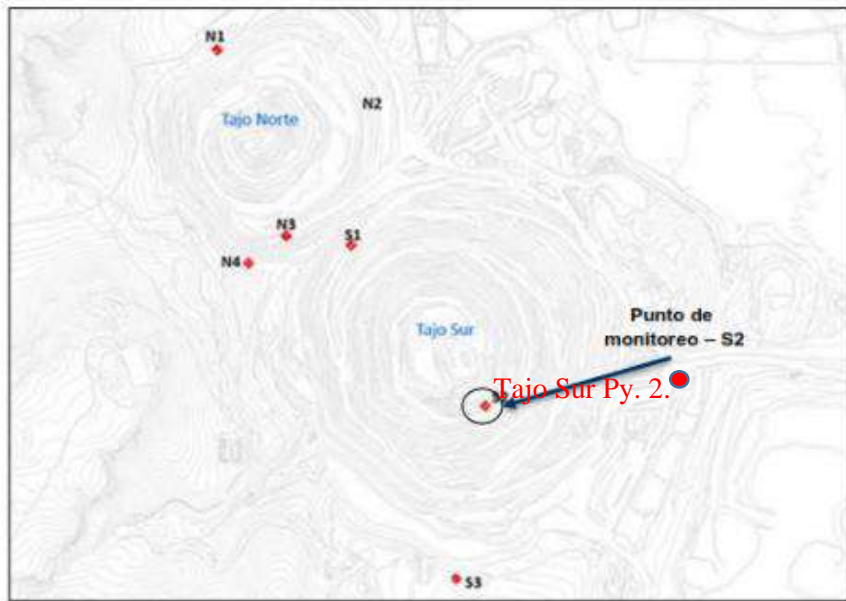 N1
N2
Tajo Norte
N3
S1
N4
Punto de
monitoreo – S2
Tajo Sur
Tajo Sur Py. 2.
S3